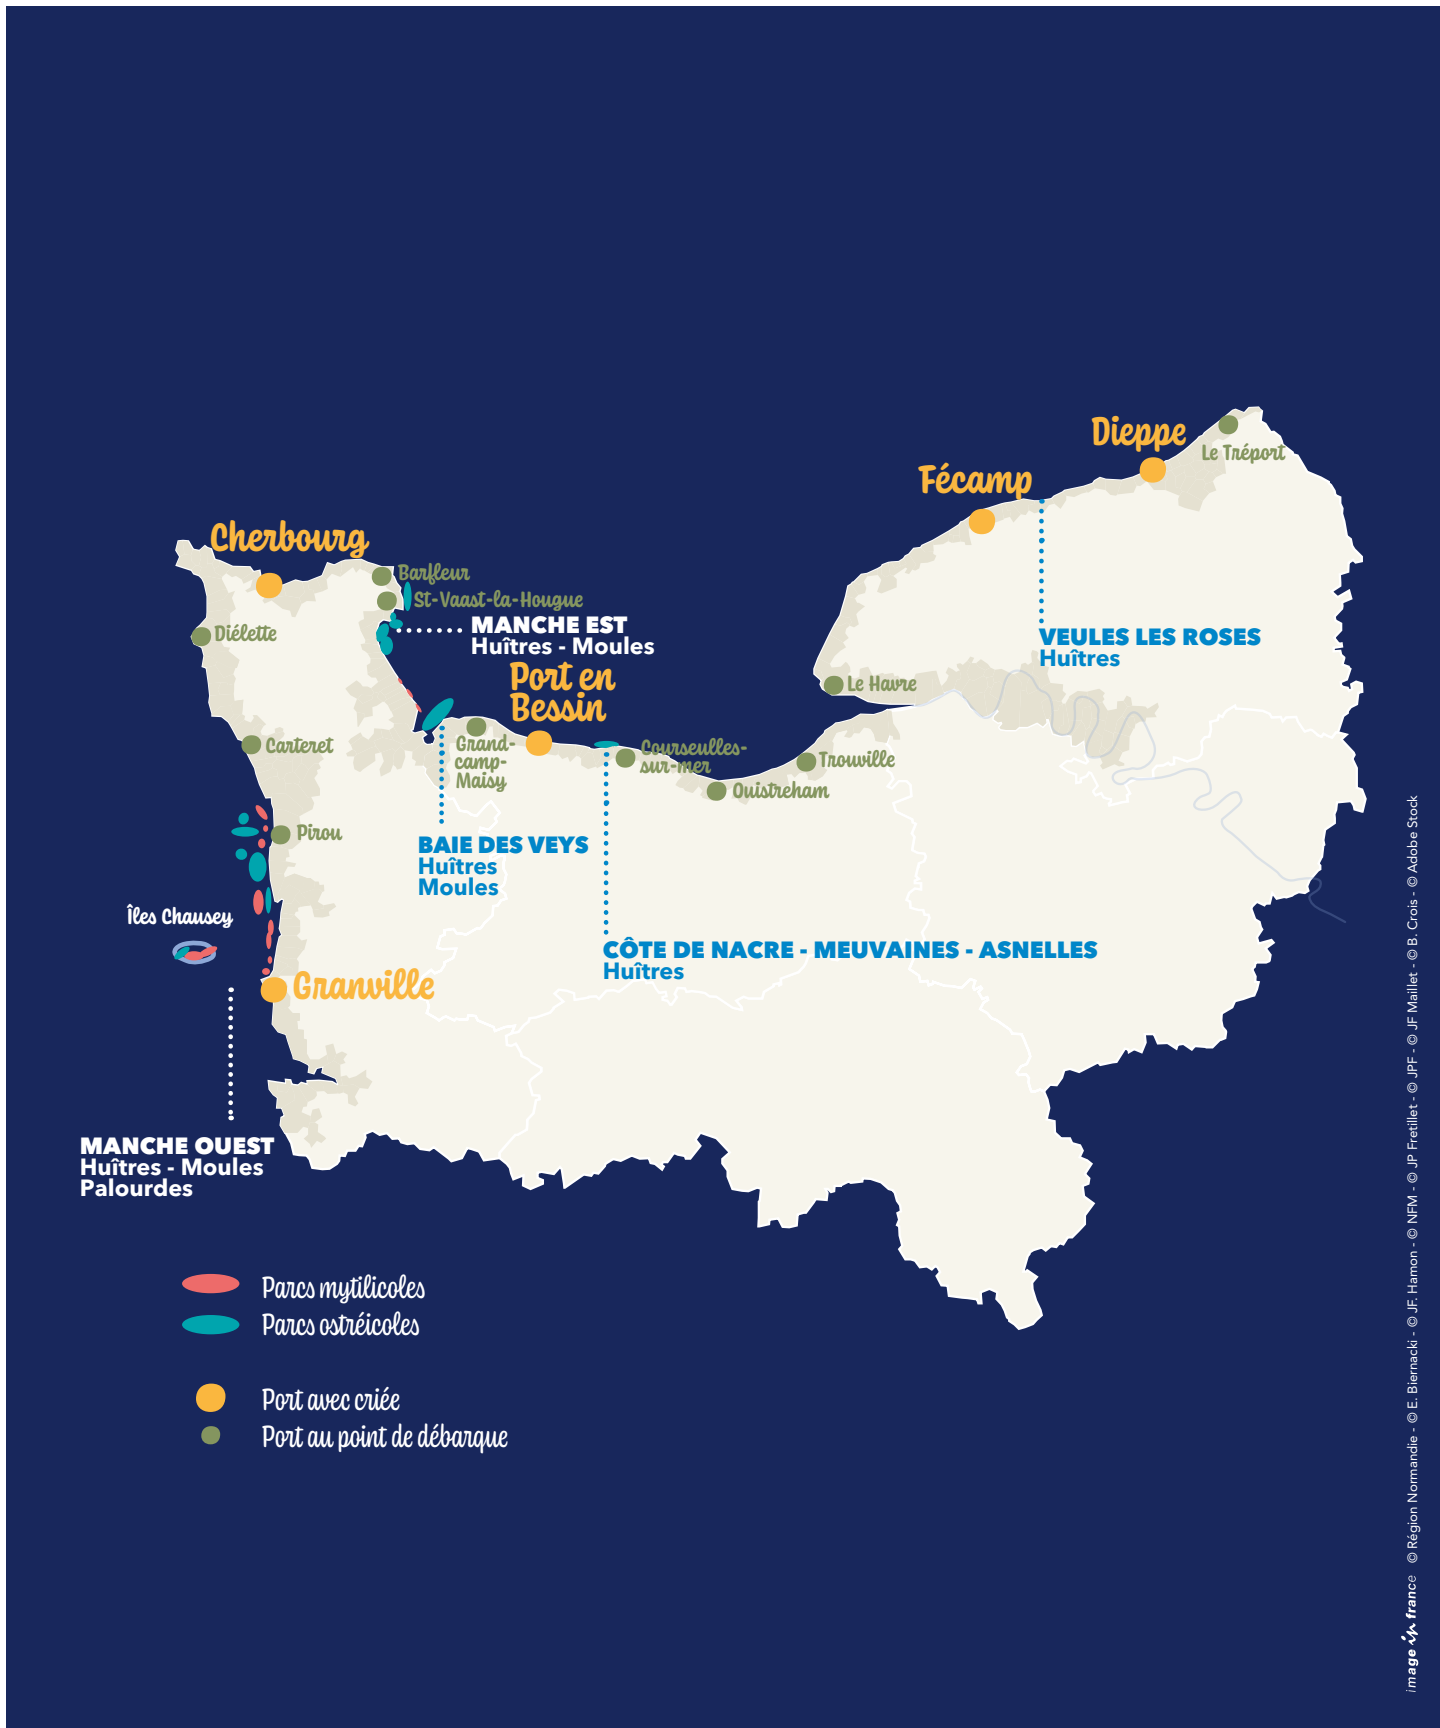 Dieppe
Le Tréport
Fécamp
Cherbourg
Barfleur
St-Vaast-la-Hougue
MANCHE EST
Huîtres - Moules
Diélette
VEULES LES ROSES
Huîtres
Port en
Bessin
Le Havre
Carteret
Grand-
camp-
Maisy
Courseulles-
sur-mer
Trouville
Ouistreham
Pirou
BAIE DES VEYS
Huîtres
Moules
Îles Chausey
CÔTE DE NACRE - MEUVAINES - ASNELLES
Huîtres
Granville
MANCHE OUEST
Huîtres - Moules
Palourdes
Parcs mytilicoles
Parcs ostréicoles
Port avec criée
Port au point de débarque
image in france © Région Normandie - © E. Biernacki - © JF. Hamon - © NFM - © JP Fretillet - © JPF - © JF Maillet - © B. Crois - © Adobe Stock